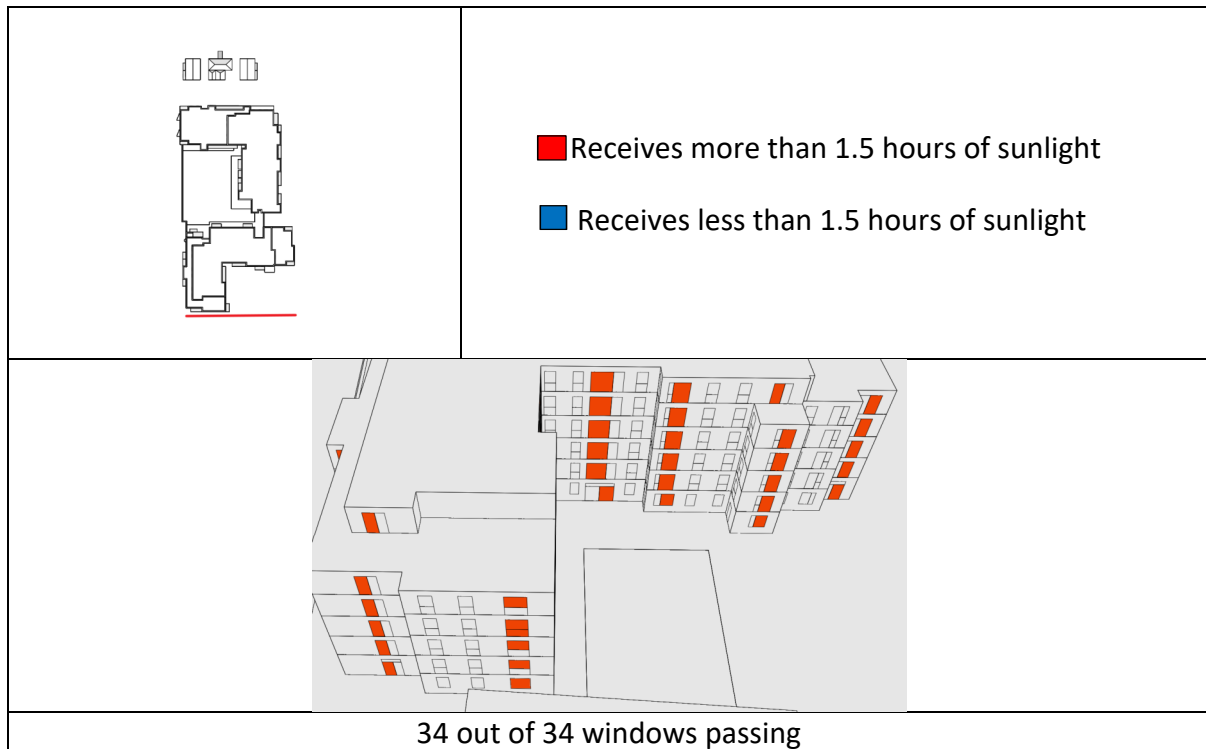 Receives more than 1.5 hours of sunlight
Receives less than 1.5 hours of sunlight
34 out of 34 windows passing